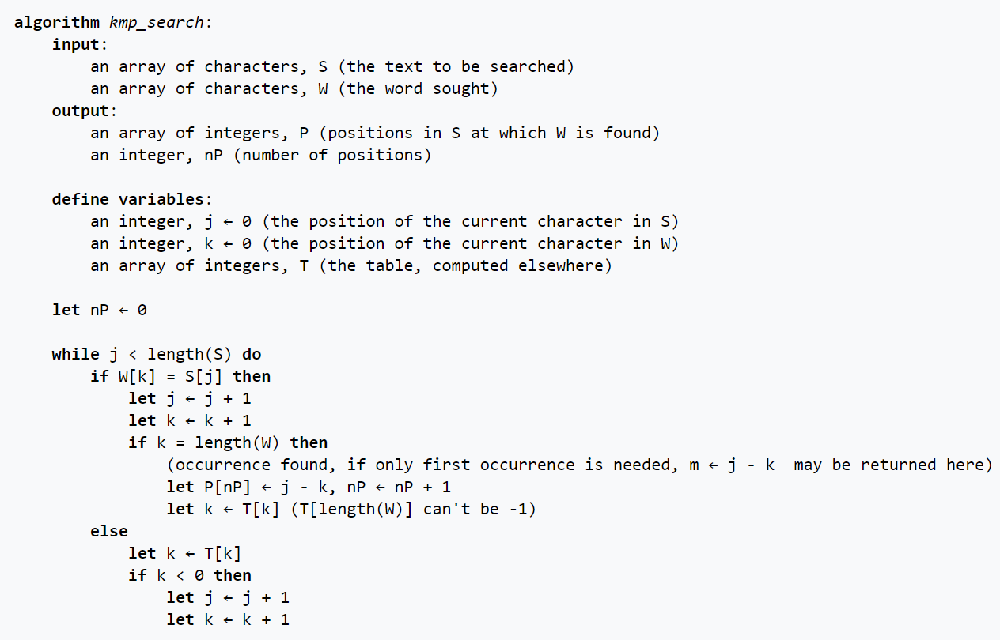 algorithm kmp_search:
    input:
        an array of characters, S (the text to be searched)
        an array of characters, W (the word sought)
    output:
        an array of integers, P (positions in S at which W is found)
        an integer, nP (number of positions)

    define variables:
        an integer, j ← 0 (the position of the current character in S)
        an integer, k ← 0 (the position of the current character in W)
        an array of integers, T (the table, computed elsewhere)

    let nP ← 0

    while j < length(S) do
        if W[k] = S[j] then
            let j ← j + 1
            let k ← k + 1
            if k = length(W) then
                (occurrence found, if only first occurrence is needed, m ← j - k  may be returned here)
                let P[nP] ← j - k, nP ← nP + 1
                let k ← T[k] (T[length(W)] can't be -1)
        else
            let k ← T[k]
            if k < 0 then
                let j ← j + 1
                let k ← k + 1